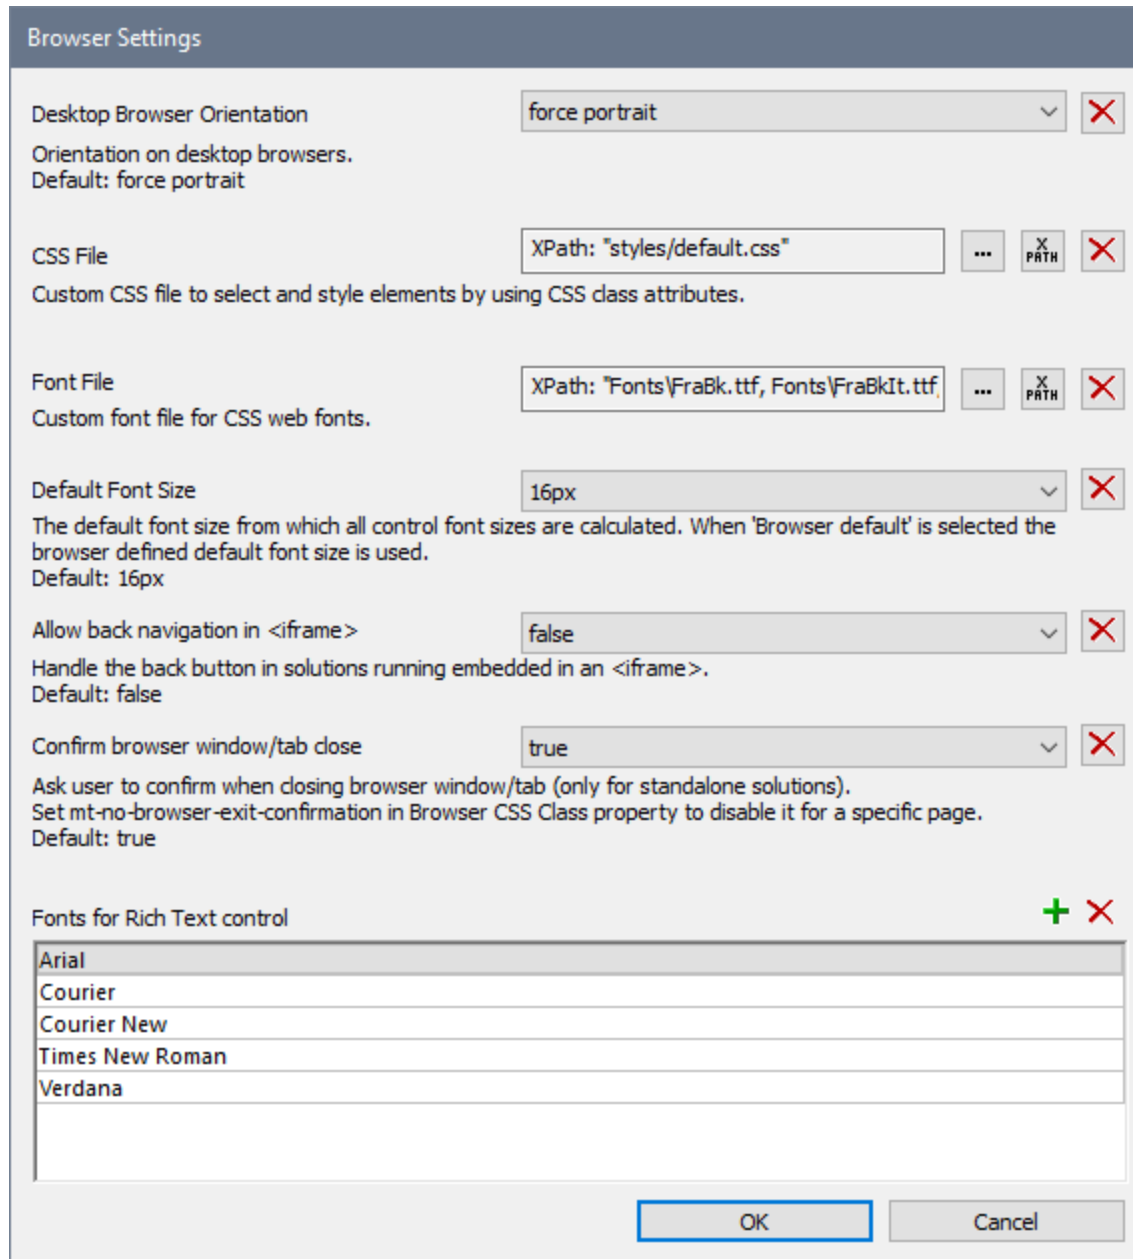 Browser Settings
Desktop Browser Orientation
force portrait
Orientation on desktop browsers.
Default: force portrait
CSS File
XPath: "styles/default.css"
...
X
PATH
Custom CSS file to select and style elements by using CSS class attributes.
Font File
XPath: "Fonts\FraBk.ttf, Fonts\FraBkIt.ttf,
...
X
PATH
Custom font file for CSS web fonts.
Default Font Size
16px
The default font size from which all control font sizes are calculated. When 'Browser default' is selected the
browser defined default font size is used.
Default: 16px
Allow back navigation in <iframe>
false
Handle the back button in solutions running embedded in an <iframe>.
Default: false
Confirm browser window/tab close
true
Ask user to confirm when closing browser window/tab (only for standalone solutions).
Set mt-no-browser-exit-confirmation in Browser CSS Class property to disable it for a specific page.
Default: true
Fonts for Rich Text control
Arial
Courier
Courier New
Times New Roman
Verdana
OK
Cancel